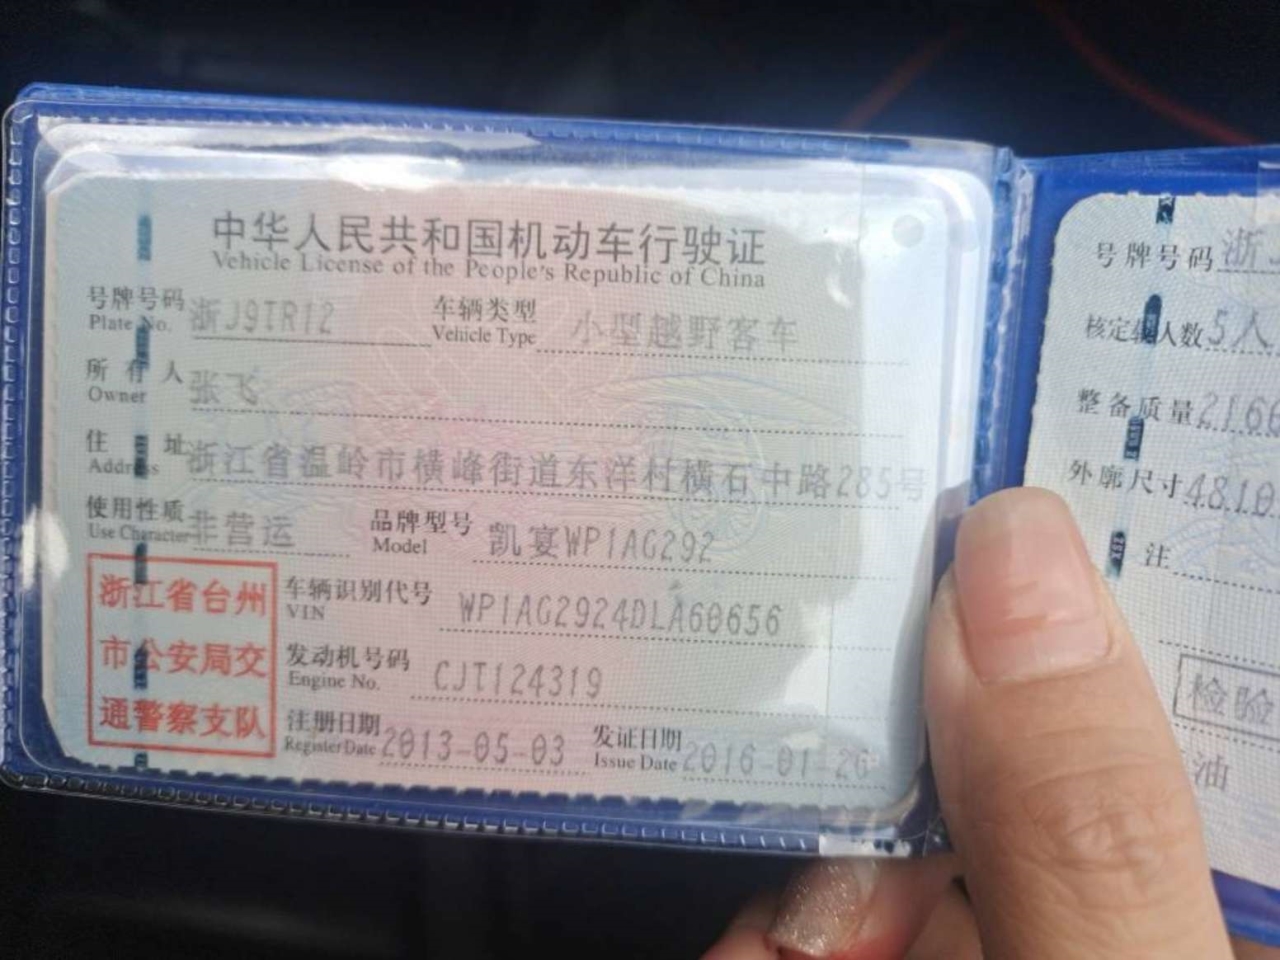 中华人民共和国机动车行驶证
Vehicle License of the People's Republic of China
号牌号码 浙J9TR12 车辆类型 小型越野客车
Plate No. Vehicle Type
所有人 张飞
Owner
住址 浙江省温岭市横峰街道东洋村横石中路285号
Address
使用性质 非营运 品牌型号 凯宴WP1AG292
Use Character Model
浙江省台州
市公安局交
通警察支队
车辆识别代号 WP1AG2924DLA60656
VIN
发动机号码 CJT124319
Engine No.
注册日期 2013-05-03 发证日期 2016-01-26
Register Date Issue Date
号牌号码 浙
核定载人数 5人
整备质量 2166
外廓尺寸 4810
注
检验
油